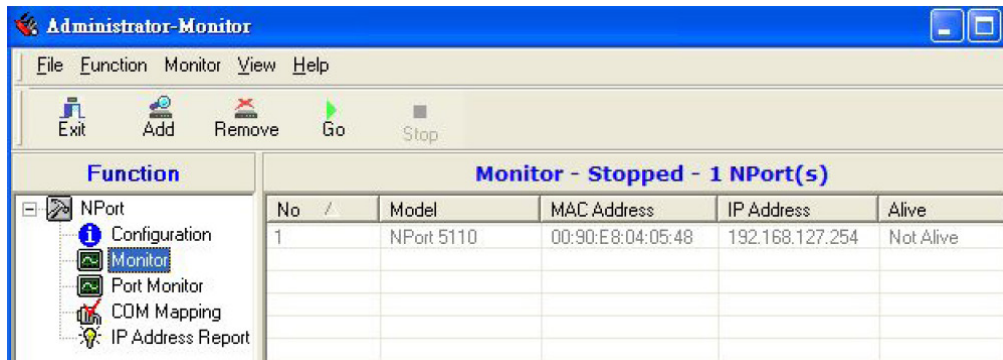 Administrator-Monitor
File Function Monitor View Help
Exit Add Remove Go Stop
Function
Monitor - Stopped - 1 NPort(s)
NPort
Configuration
Monitor
Port Monitor
COM Mapping
IP Address Report
No Model MAC Address IP Address Alive
1 NPort 5110 00:90:E8:04:05:48 192.168.127.254 Not Alive